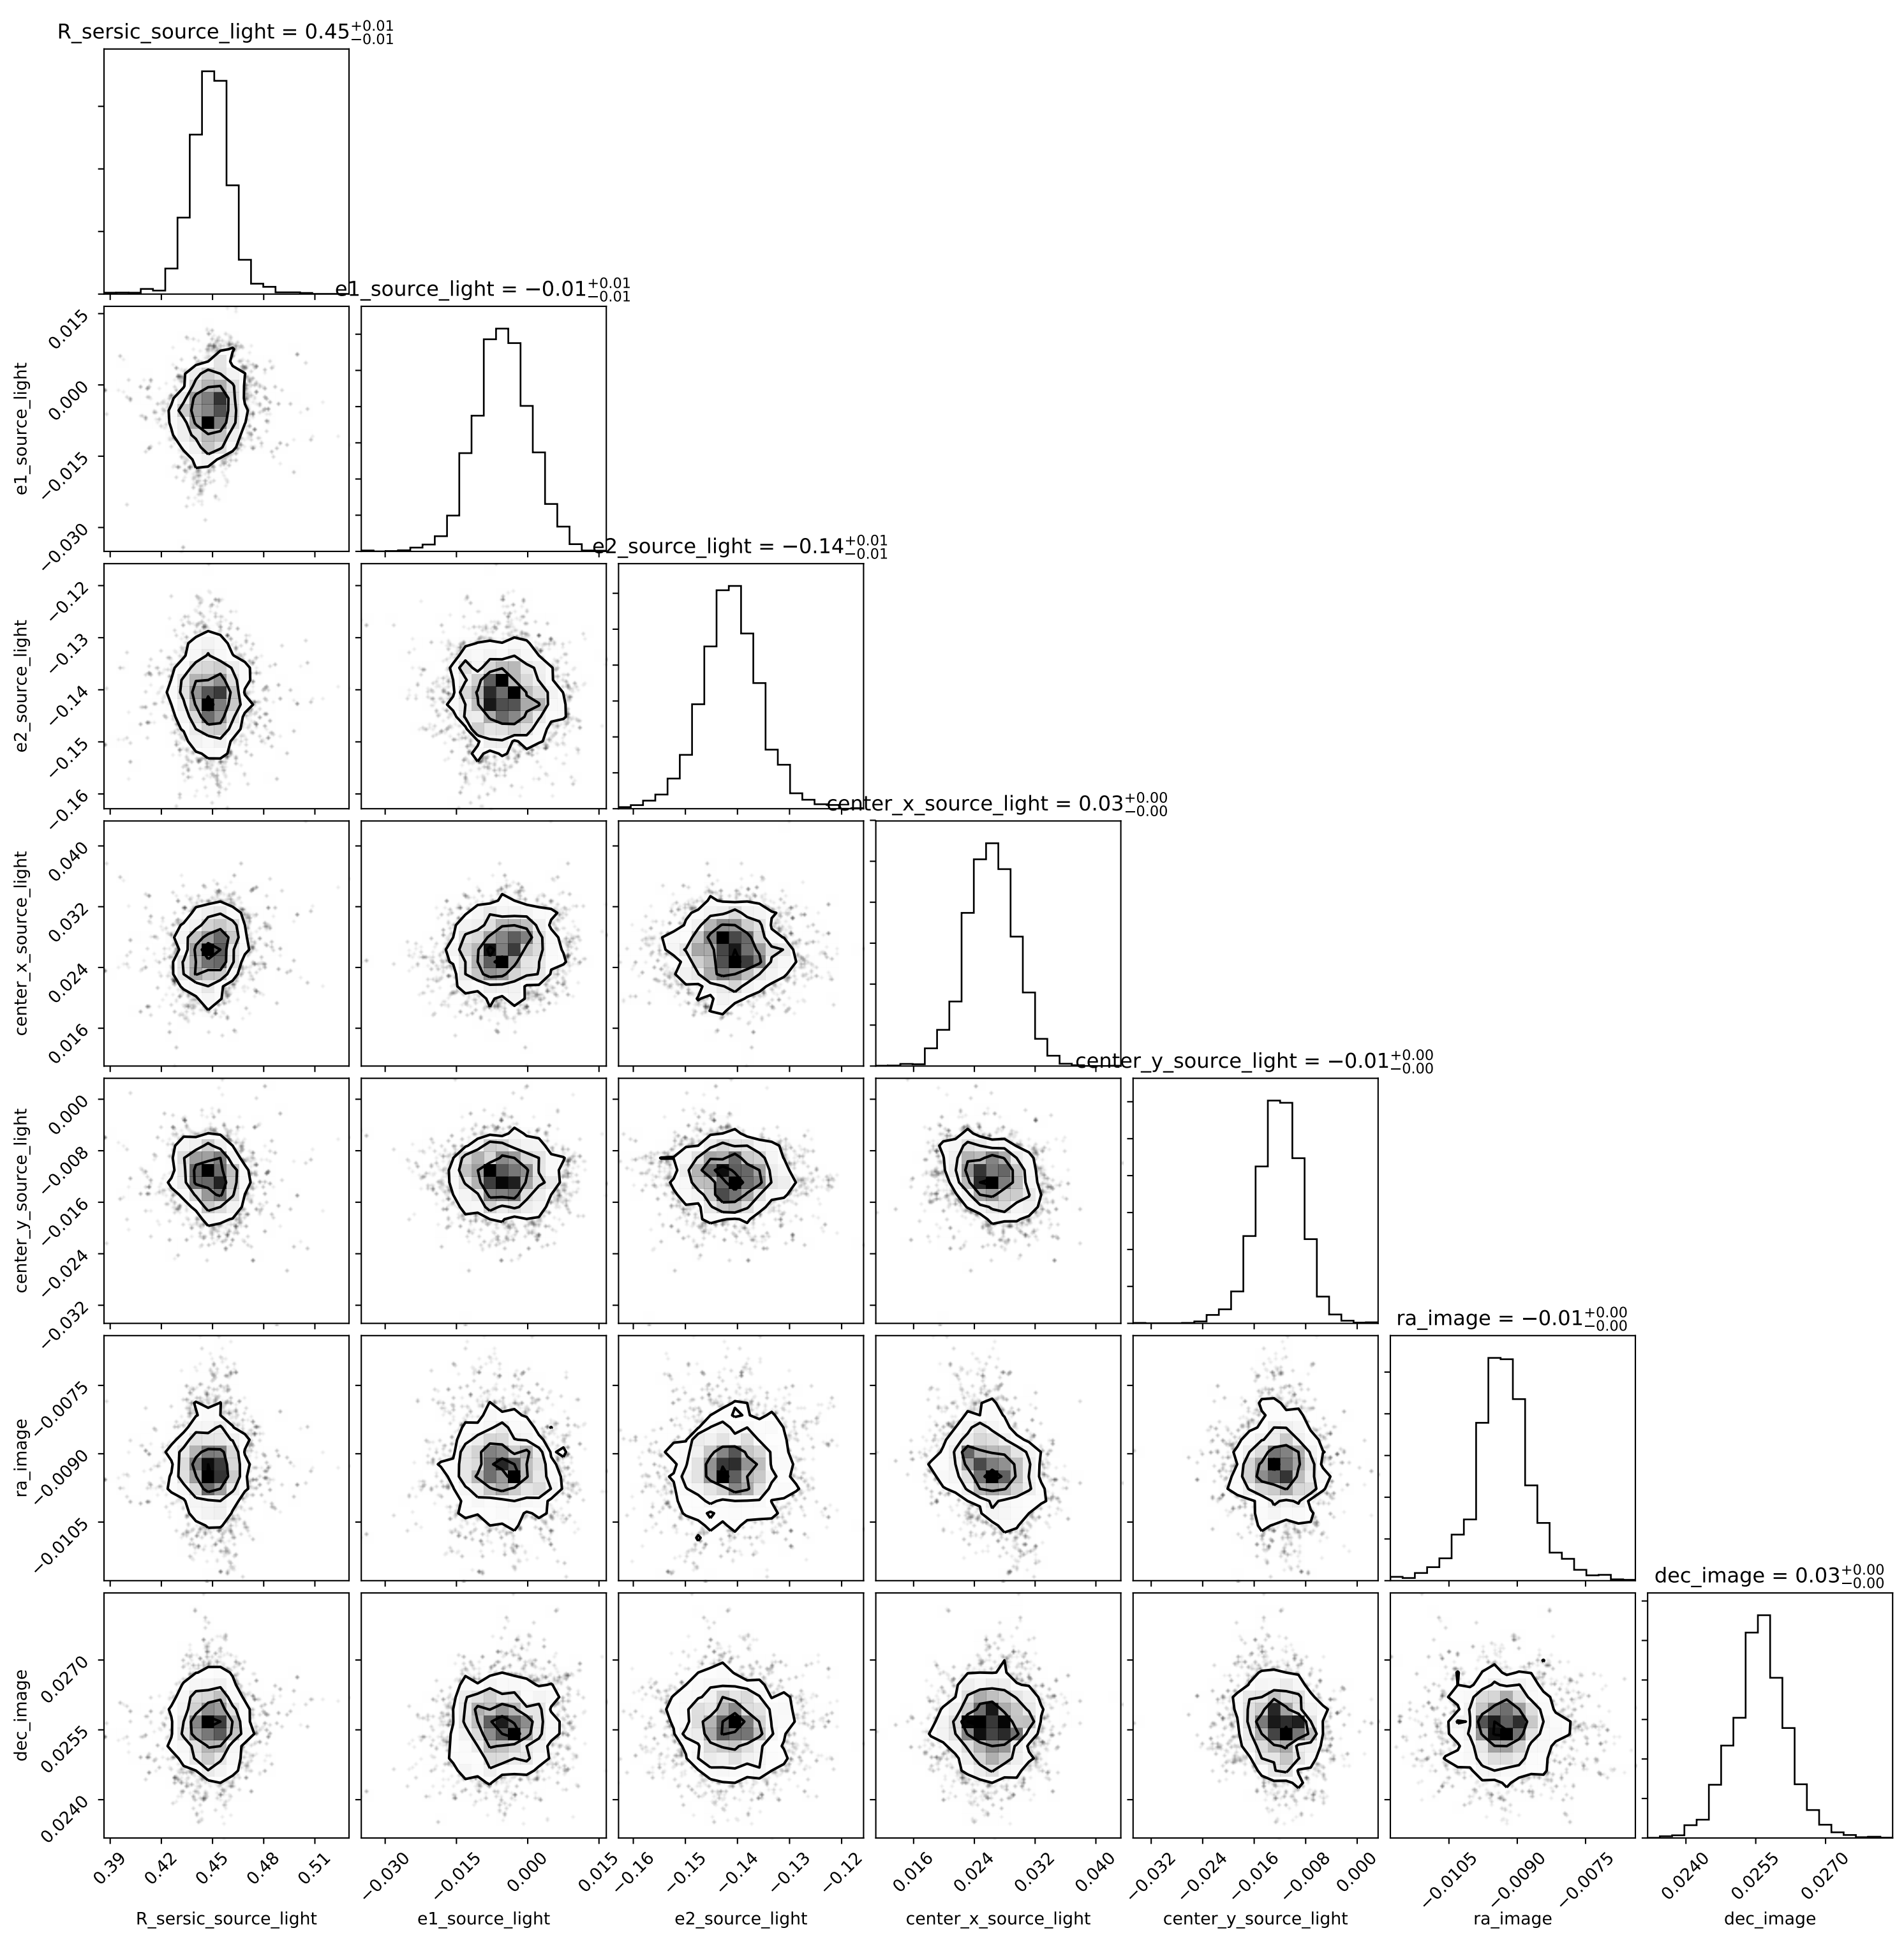 R_sersic_source_light = 0.45+0.01 −0.01
e1_source_light = −0.01+0.01 −0.01
0.015
0.000
−0.015
−0.030
e1_source_light
e2_source_light = −0.14+0.01 −0.01
−0.12
−0.13
−0.14
−0.15
−0.16
e2_source_light
center_x_source_light = 0.03+0.00 −0.00
0.040
0.032
0.024
0.016
center_x_source_light
center_y_source_light = −0.01+0.00 −0.00
0.000
−0.008
−0.016
−0.024
−0.032
center_y_source_light
ra_image = −0.01+0.00 −0.00
−0.0075
−0.0090
−0.0105
ra_image
dec_image = 0.03+0.00 −0.00
0.0270
0.0255
0.0240
dec_image
0.39 0.42 0.45 0.48 0.51 −0.030 −0.015 0.000 0.015 −0.16 −0.15 −0.14 −0.13 −0.12 0.016 0.024 0.032 0.040 −0.032 −0.024 −0.016 −0.008 0.000 −0.0105 −0.0090 −0.0075 0.0240 0.0255 0.0270
R_sersic_source_light e1_source_light e2_source_light center_x_source_light center_y_source_light ra_image dec_image